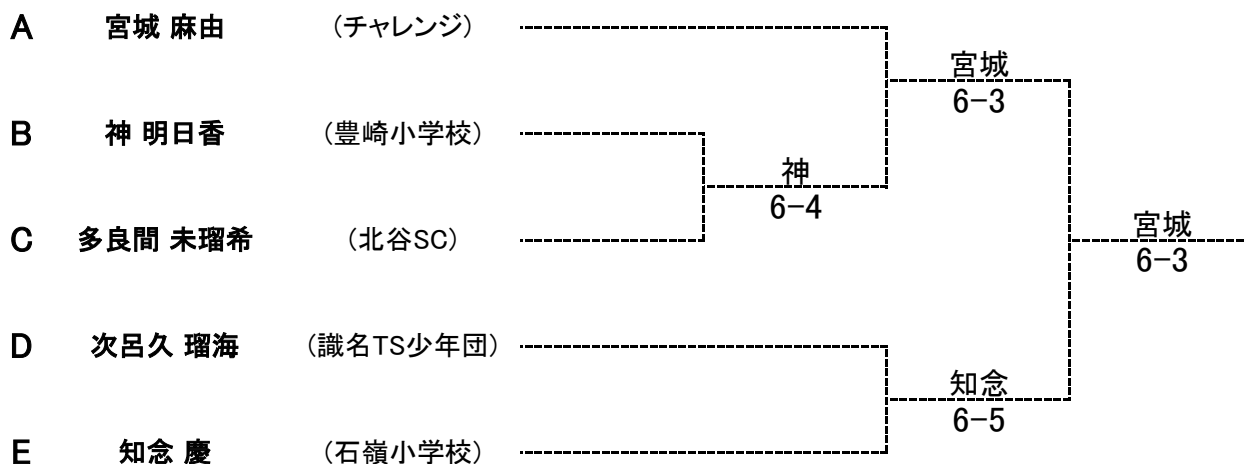 A 宮城 麻由 (チャレンジ)
宮城
6-3
B 神 明日香 (豊崎小学校)
神
6-4
宮城
6-3
C 多良間 未瑠希 (北谷SC)
D 次呂久 瑠海 (識名TS少年団)
知念
6-5
E 知念 慶 (石嶺小学校)